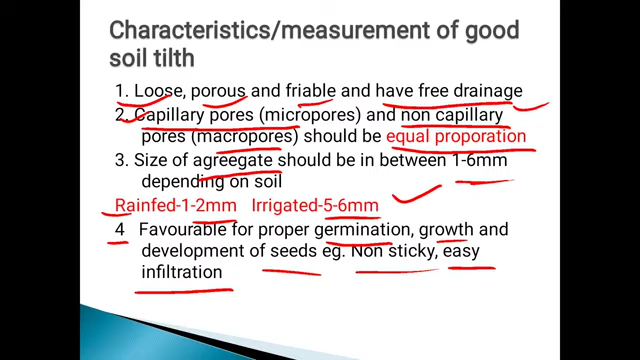 Characteristics/measurement of good
soil tilth
1. Loose, porous and friable and have free drainage
2. Capillary pores (micropores) and non capillary
pores (macropores) should be equal proporation
3. Size of agreegate should be in between 1-6mm
depending on soil
Rainfed-1-2mm Irrigated-5-6mm
4 Favourable for proper germination, growth and
development of seeds eg. Non sticky, easy
infiltration